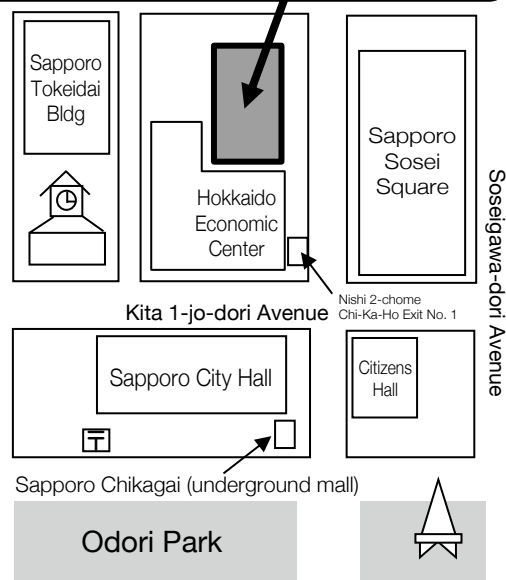 Sapporo
Tokeidai
Bldg
Sapporo
Sosei
Square
Hokkaido
Economic
Center
Soseigawa-dori Avenue
Nishi 2-chome
Chi-Ka-Ho Exit No. 1
Kita 1-jo-dori Avenue
Sapporo City Hall
Citizens
Hall
〒
Sapporo Chikagai (underground mall)
Odori Park